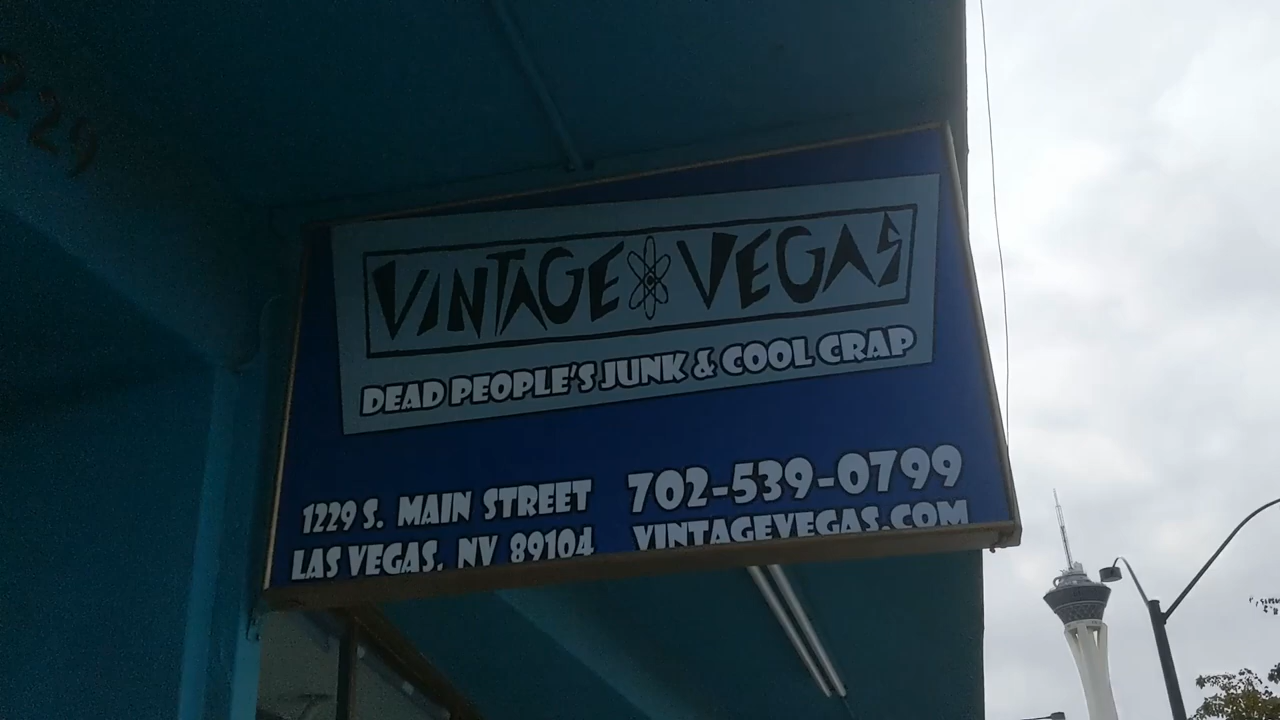 229
VINTAGE VEGAS
DEAD PEOPLE'S JUNK & COOL CRAP
1229 S. MAIN STREET
LAS VEGAS, NV 89104
702-539-0799
VINTAGEVEGAS.COM